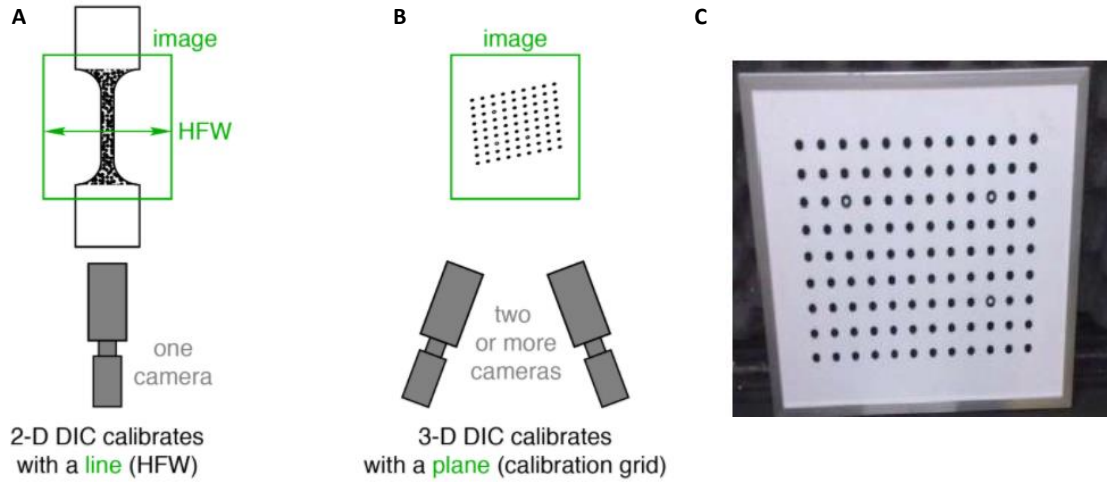 A
image
HFW
one
camera
2-D DIC calibrates
with a line (HFW)
B
image
two
or more
cameras
3-D DIC calibrates
with a plane (calibration grid)
C